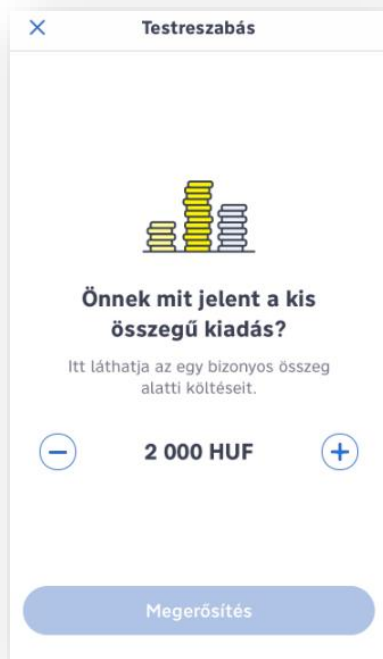 Testreszabás
Önnek mit jelent a kis
összegű kiadás?
Itt láthatja az egy bizonyos összeg
alatti költéseit.
2 000 HUF
Megerősítés